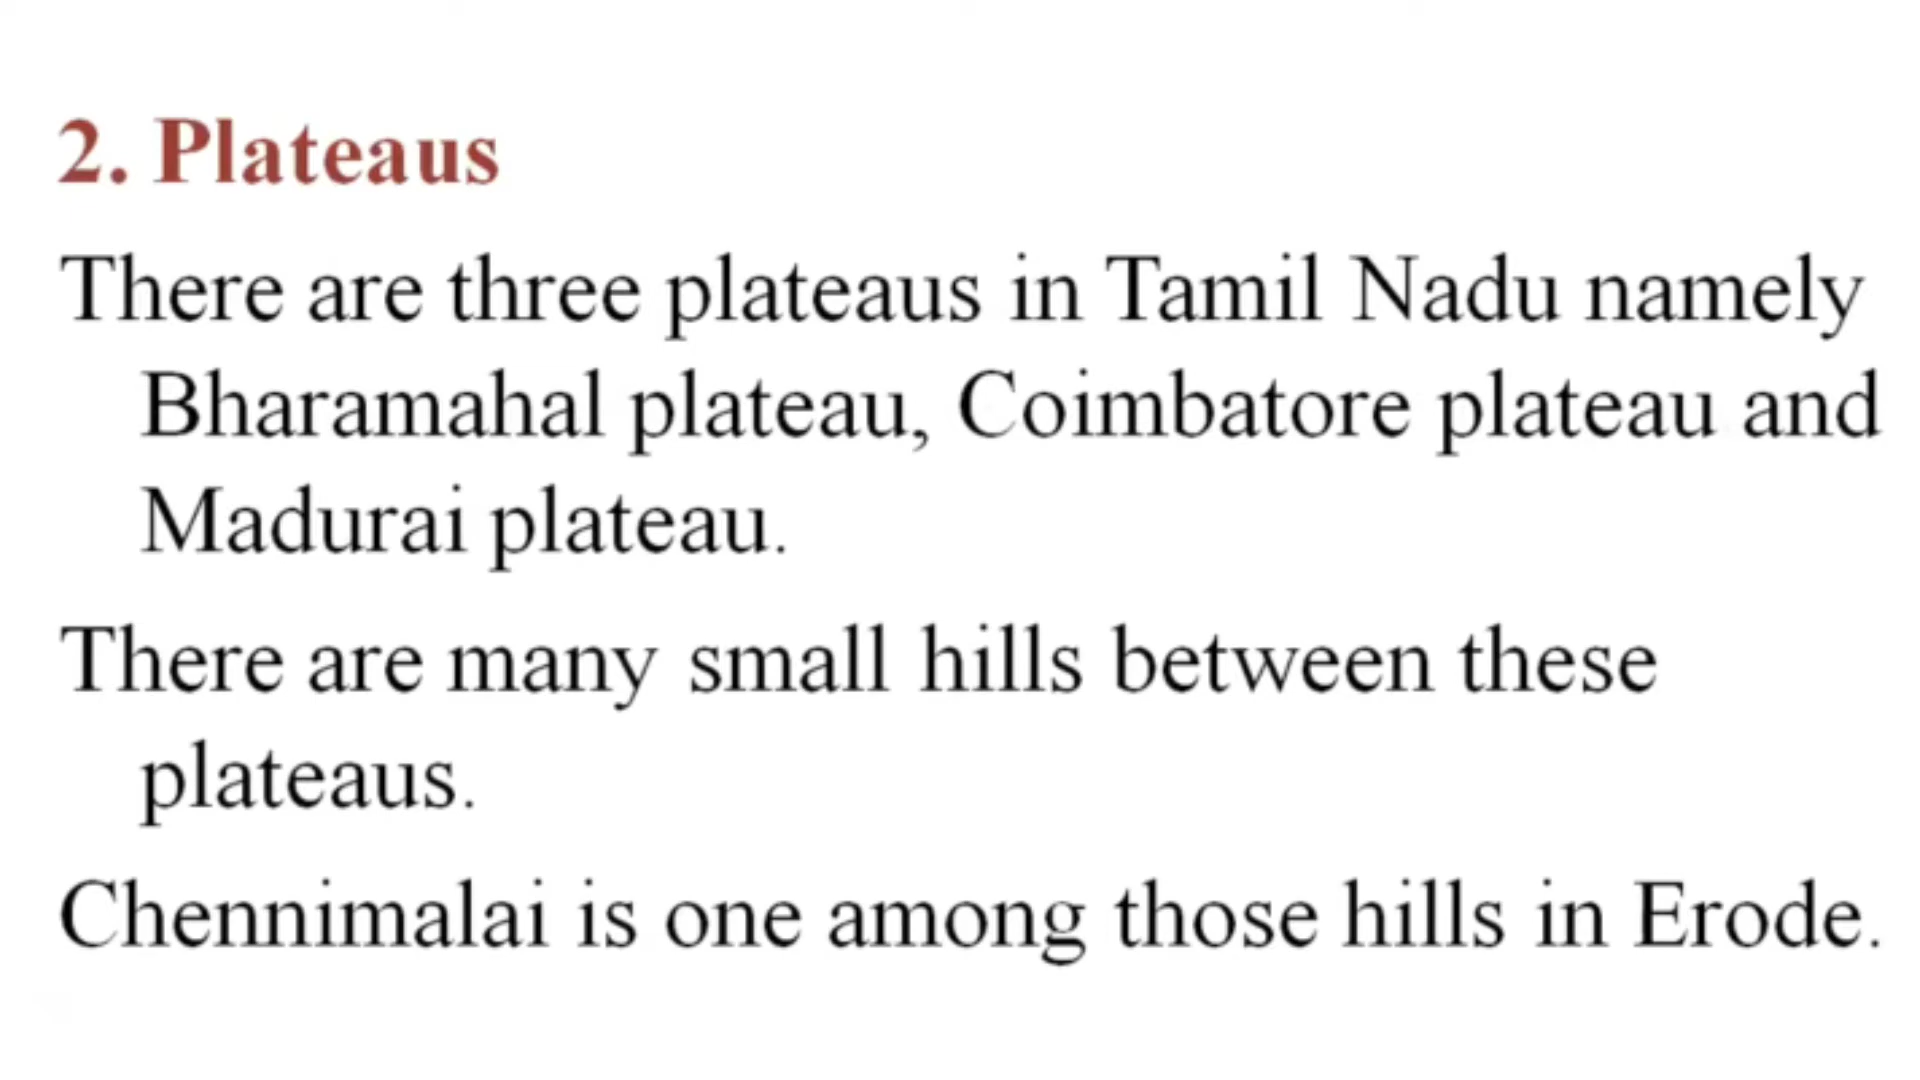 2. Plateaus
There are three plateaus in Tamil Nadu namely
Bharamahal plateau, Coimbatore plateau and
Madurai plateau.
There are many small hills between these
plateaus.
Chennimalai is one among those hills in Erode.